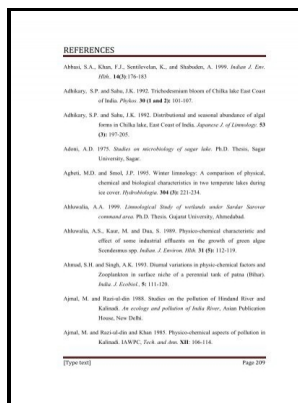 REFERENCES
Abbasi, S.A., Khan, F.I., Sentilevelan, K., and Shabuden, A. 1999. Indian J. Env.
Hlth. 14(3):176-183
Adhikary, S.P. and Sahu, J.K. 1992. Trichodesmium bloom of Chilka lake East Coast
of India. Phykos. 30 (1 and 2): 101-107.
Adhikary, S.P. and Sahu, J.K. 1992. Distribution and seasonal abundance of algal
forms in Chilka lake, East Coast of India. Japanese J. of Limnology. 53
(3): 197-205.
Adoni, A.D. 1975. Studies on microbiology of sagar lake. Ph.D. Thesis, Sagar
University, Sagar.
Aghoti, M.D. and Smol, J.P. 1995. Winter limnology: A comparison of physical,
chemical and biological characteristics in two temperate lakes during
ice cover. Hydrobiologia. 304 (3): 221-234.
Ahlowalia, A.A. 1999. Limnological Study of wetlands under Sardar Sarovar
command area. Ph.D. Thesis, Gujarat University, Ahmedabad.
Ahlowalia, A.S., Kaur, M. and Dua, S. 1989. Physico-chemical characteristic and
effect of some industrial effluents on the growth of green algae
Scendesmus spp. Indian J. Environ. Hlth. 31 (5): 112-119.
Ahmad, S.H. and Singh, A.K. 1993. Diurnal variations in physic-chemical factors and
Zooplankton in surface niche of a perennial tank of patna (Bihar).
India. J. Ecobiol., 9: 111-128.
Ajmal, M. and Razi-al-din 1988. Studies on the pollution of Hindand River and
Kalinadi. An ecology and pollution of India River, Asian Publication
House, New Delhi.
Ajmal, M. and Razi-al-din and Khan 1985. Physico-chemical aspects of pollution in
Kalinadi. IAWPC, Tech. and Ann. XII: 106-114.
[Type text] Page 209